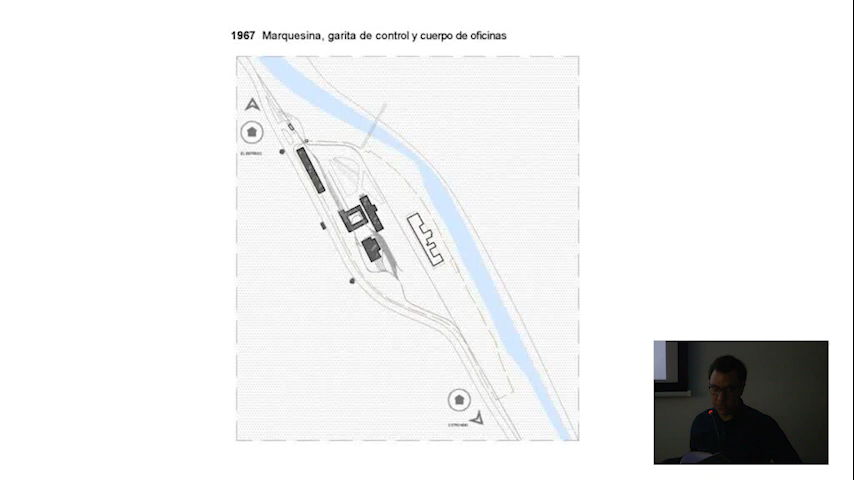 1967 Marquesina, garita de control y cuerpo de oficinas